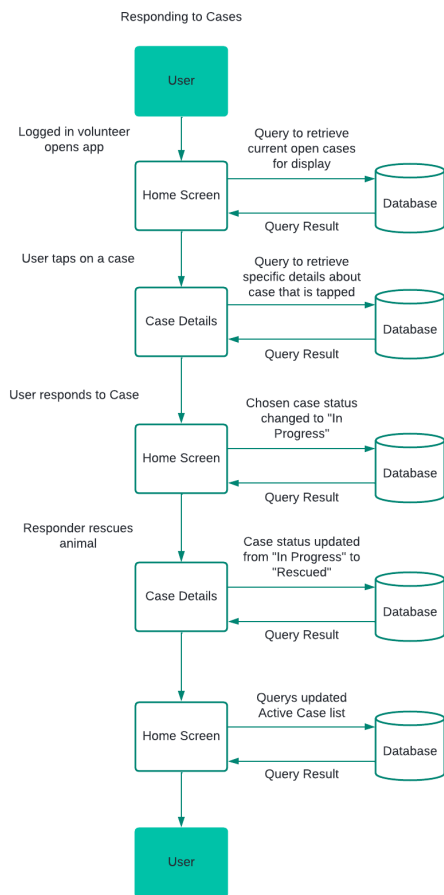 Responding to Cases
User
Logged in volunteer
opens app
Query to retrieve
current open cases
for display
Home Screen
Database
Query Result
User taps on a case
Query to retrieve
specific details about
case that is tapped
Case Details
Database
Query Result
User responds to Case
Chosen case status
changed to "In
Progress"
Home Screen
Database
Query Result
Responder rescues
animal
Case status updated
from "In Progress" to
"Rescued"
Case Details
Database
Query Result
Querys updated
Active Case list
Home Screen
Database
Query Result
User